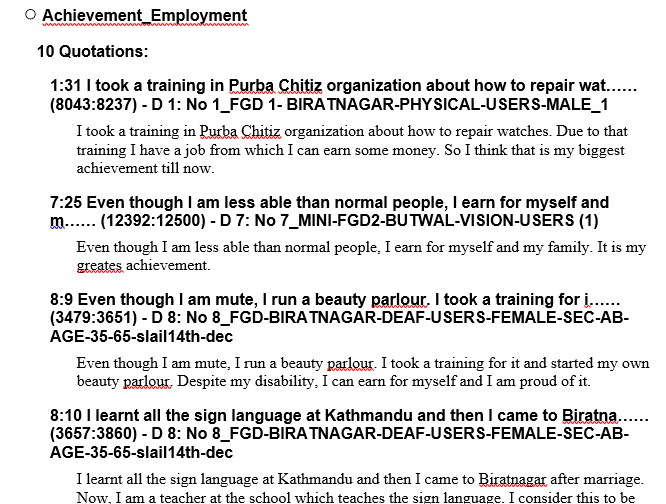 Achievement_Employment
10 Quotations:
1:31 I took a training in Purba Chitiz organization about how to repair wat……
(8043:8237) - D 1: No 1_FGD 1- BIRATNAGAR-PHYSICAL-USERS-MALE_1
I took a training in Purba Chitiz organization about how to repair watches. Due to that
training I have a job from which I can earn some money. So I think that is my biggest
achievement till now.
7:25 Even though I am less able than normal people, I earn for myself and
m…… (12392:12500) - D 7: No 7_MINI-FGD2-BUTWAL-VISION-USERS (1)
Even though I am less able than normal people, I earn for myself and my family. It is my
greates achievement.
8:9 Even though I am mute, I run a beauty parlour. I took a training for i……
(3479:3651) - D 8: No 8_FGD-BIRATNAGAR-DEAF-USERS-FEMALE-SEC-AB-
AGE-35-65-slail14th-dec
Even though I am mute, I run a beauty parlour. I took a training for it and started my own
beauty parlour. Despite my disability, I can earn for myself and I am proud of it.
8:10 I learnt all the sign language at Kathmandu and then I came to Biratna……
(3657:3860) - D 8: No 8_FGD-BIRATNAGAR-DEAF-USERS-FEMALE-SEC-AB-
AGE-35-65-slail14th-dec
I learnt all the sign language at Kathmandu and then I came to Biratnagar after marriage.
Now, I am a teacher at the school which teaches the sign language. I consider this to be